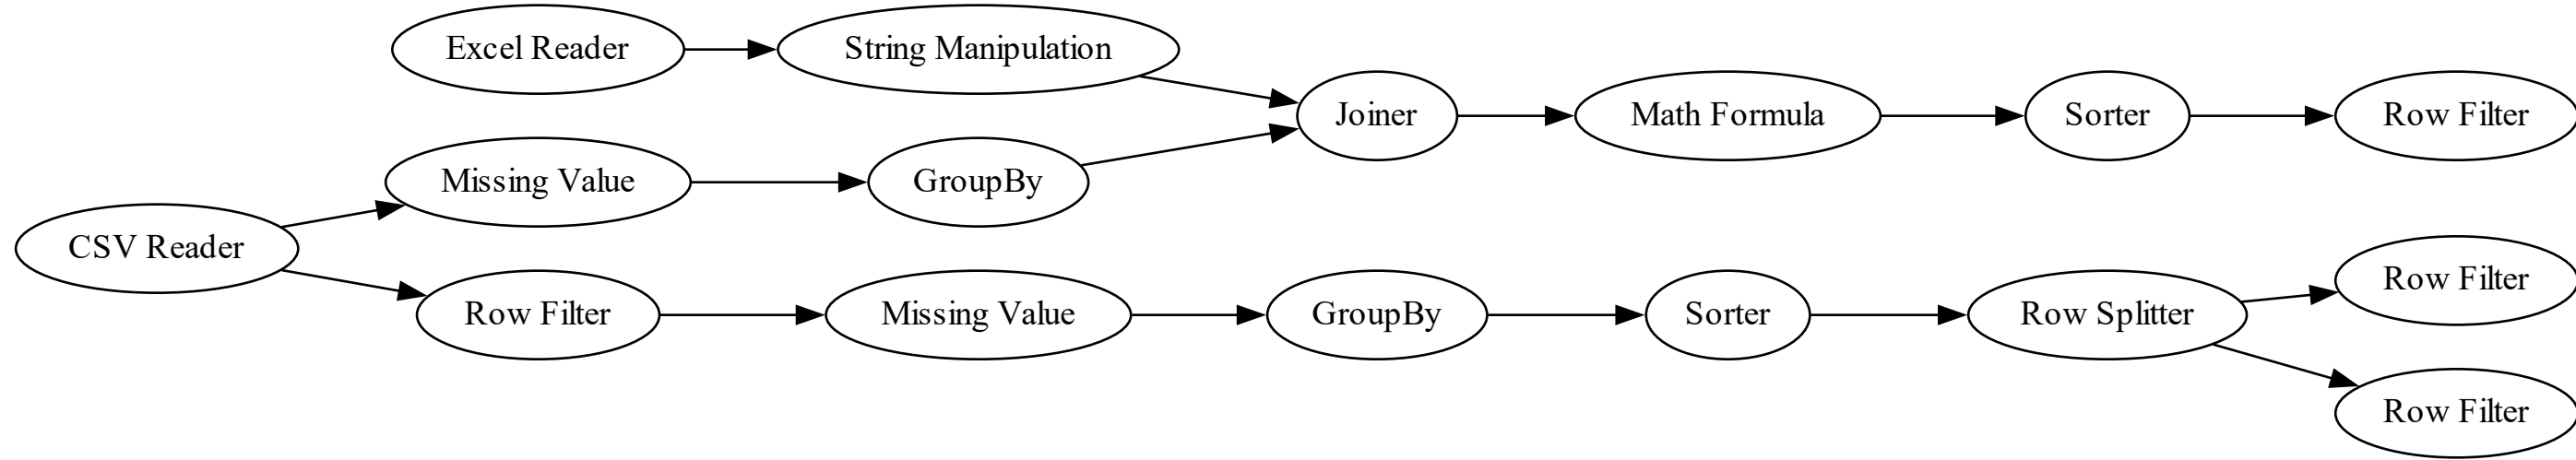 Excel Reader
String Manipulation
Joiner
Math Formula
Sorter
Row Filter
Missing Value
GroupBy
CSV Reader
Row Filter
Missing Value
GroupBy
Sorter
Row Splitter
Row Filter
Row Filter